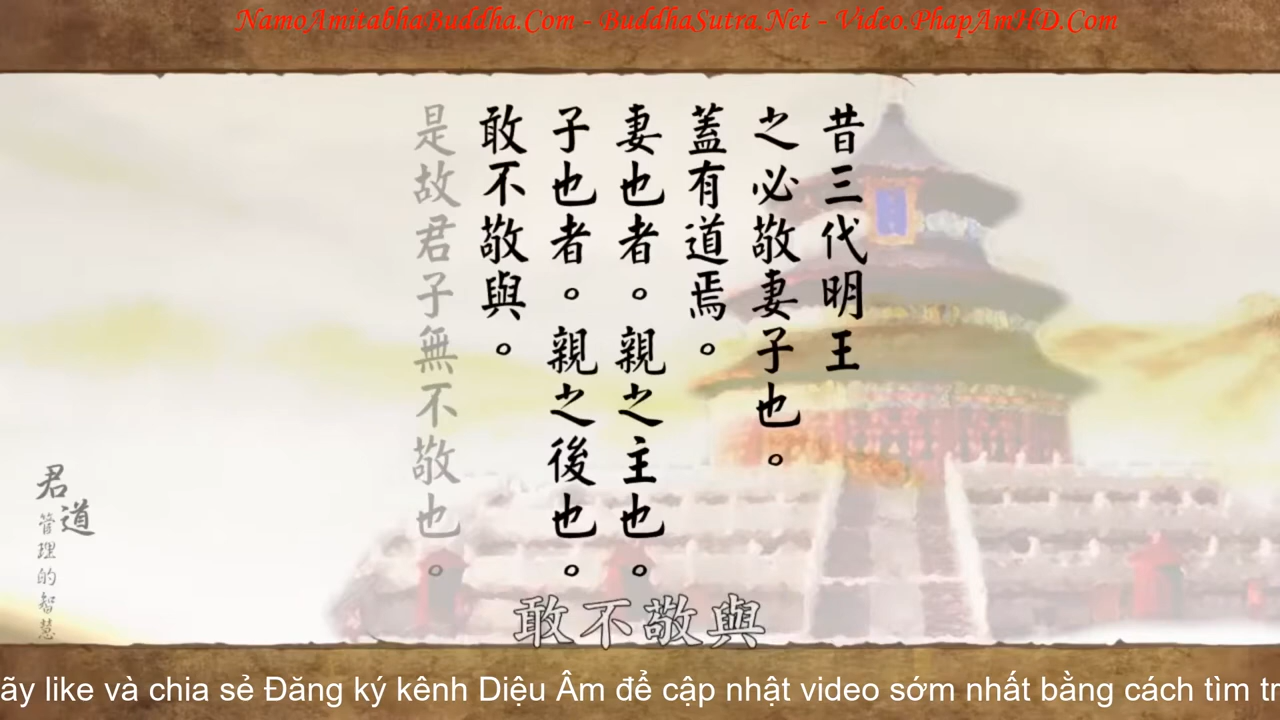 NamoAmitabhaBuddha.Com - BuddhaSutra.Net - Video.PhapAmHD.Com
昔三代明王
之必敬妻子也。
蓋有道焉。
妻也者。親之主也。
子也者。親之後也。
敢不敬與。
是故君子無不敬也。
君道
管理的智慧
敢不敬與
ãy like và chia sẻ Đăng ký kênh Diệu Âm để cập nhật video sớm nhất bằng cách tìm tr